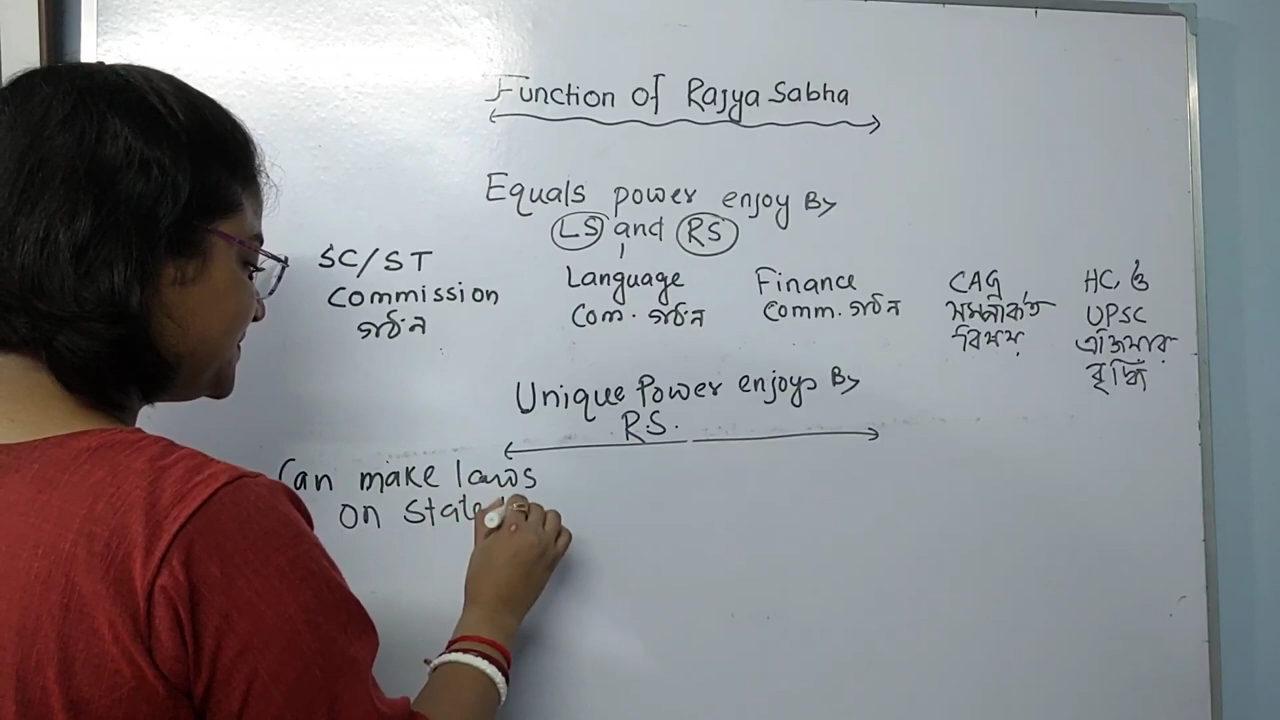 Function of Rajya Sabha
Equals power enjoy By
LS and RS
SC/ST
Commission
গঠন
Language
Com. গঠন
Finance
Comm. গঠন
CAG
সম্পর্কিত
বিষয়
HC ও
UPSC
এক্তিয়ার
বৃদ্ধি
Unique Power enjoys By
R.S.
Can make laws
on State